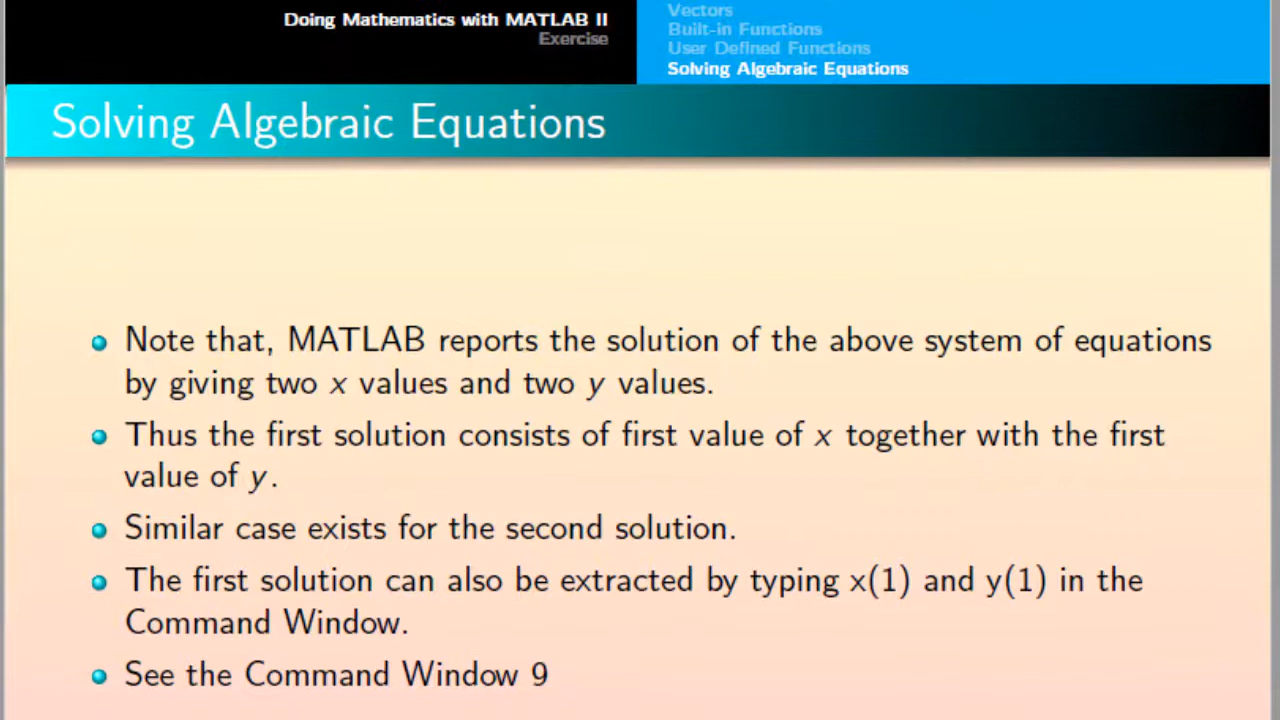 Doing Mathematics with MATLAB II
Exercise
Vectors
Built-in Functions
User Defined Functions
Solving Algebraic Equations
Solving Algebraic Equations
Note that, MATLAB reports the solution of the above system of equations
by giving two x values and two y values.
Thus the first solution consists of first value of x together with the first
value of y.
Similar case exists for the second solution.
The first solution can also be extracted by typing x(1) and y(1) in the
Command Window.
See the Command Window 9